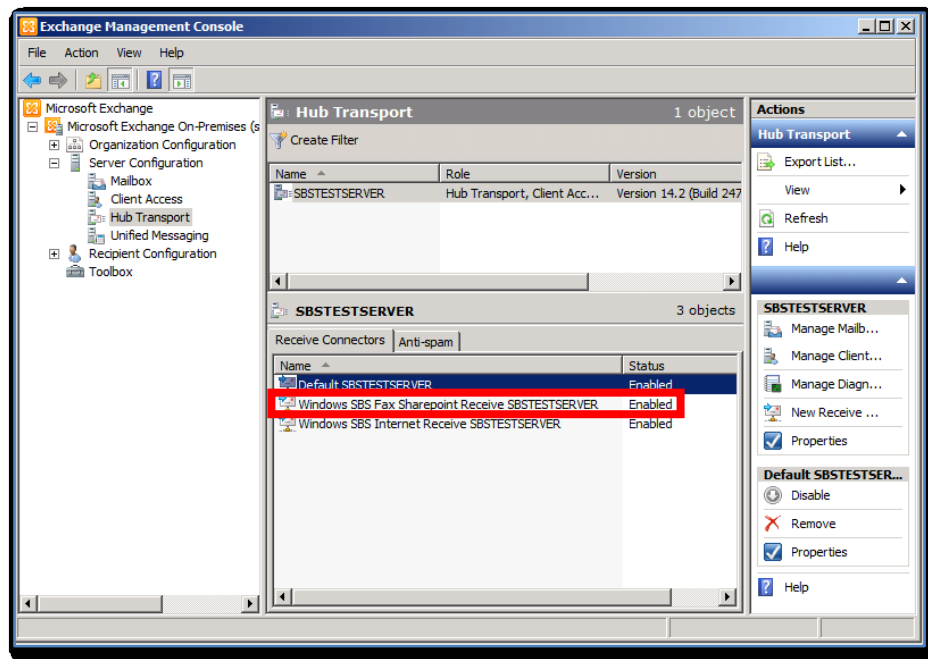 Exchange Management Console
File Action View Help
Microsoft Exchange
Microsoft Exchange On-Premises (s
Organization Configuration
Server Configuration
Mailbox
Client Access
Hub Transport
Unified Messaging
Recipient Configuration
Toolbox
Hub Transport 1 object
Create Filter
Name Role Version
SBSTESTSERVER Hub Transport, Client Acc... Version 14.2 (Build 247
SBSTESTSERVER 3 objects
Receive Connectors Anti-spam
Name Status
Default SBSTESTSERVER Enabled
Windows SBS Fax Sharepoint Receive SBSTESTSERVER Enabled
Windows SBS Internet Receive SBSTESTSERVER Enabled
Actions
Hub Transport
Export List...
View
Refresh
Help
SBSTESTSERVER
Manage Mailb...
Manage Client...
Manage Diagn...
New Receive ...
Properties
Default SBSTESTSER...
Disable
Remove
Properties
Help